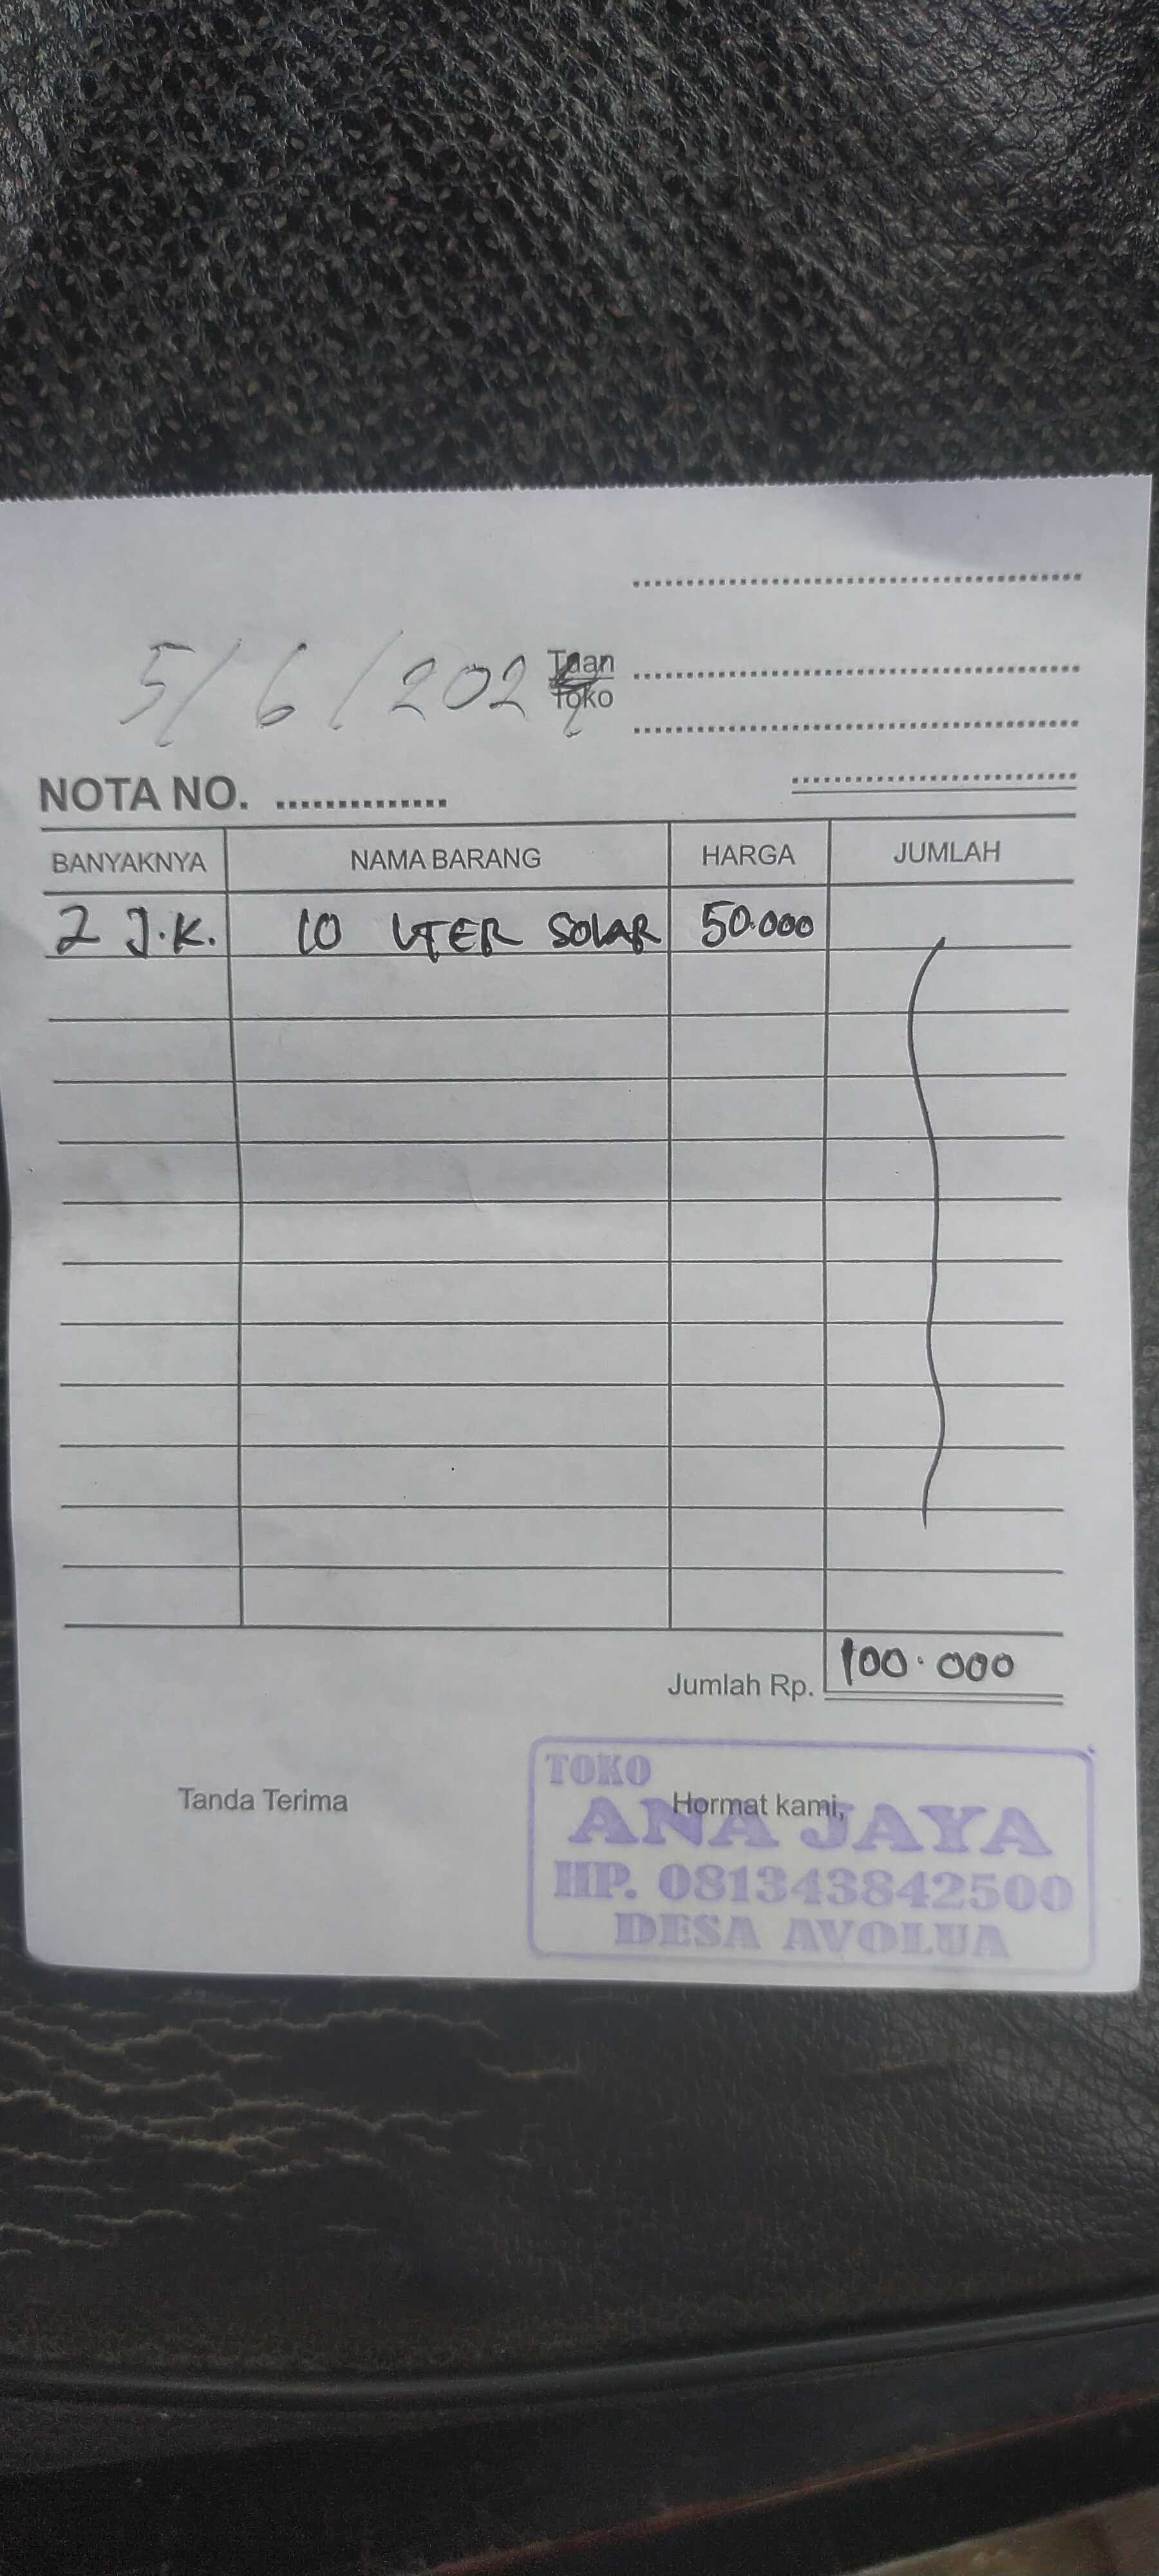 5/6/2024
Tuan
Toko
NOTA NO. ..............
BANYAKNYA NAMA BARANG HARGA JUMLAH
2 J.K. 10 LITER SOLAR 50.000
Jumlah Rp. 100.000
Tanda Terima Hormat kami,
TOKO
ANA JAYA
HP. 081343842500
DESA AVOLUA